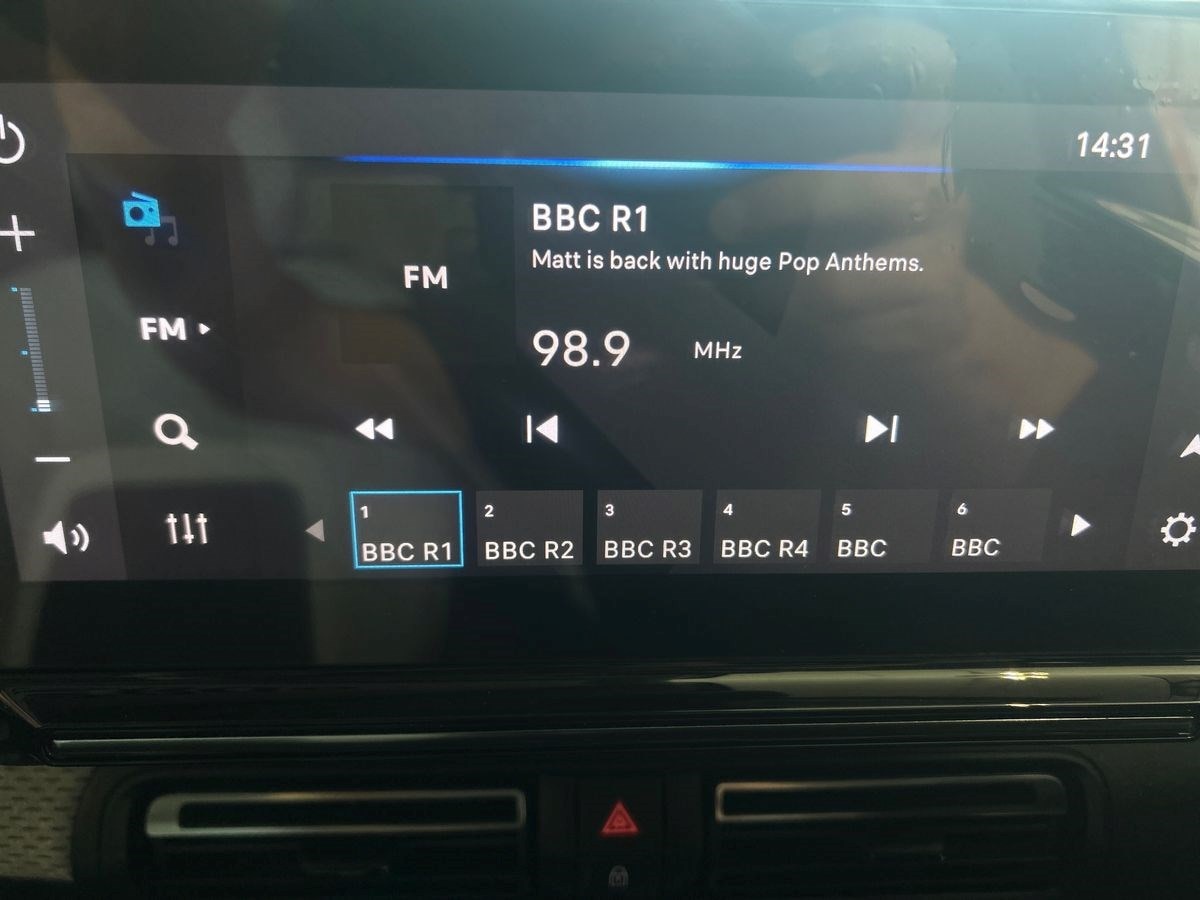 14:31
BBC R1
Matt is back with huge Pop Anthems.
FM
FM
98.9 MHz
1
BBC R1
2
BBC R2
3
BBC R3
4
BBC R4
5
BBC
6
BBC